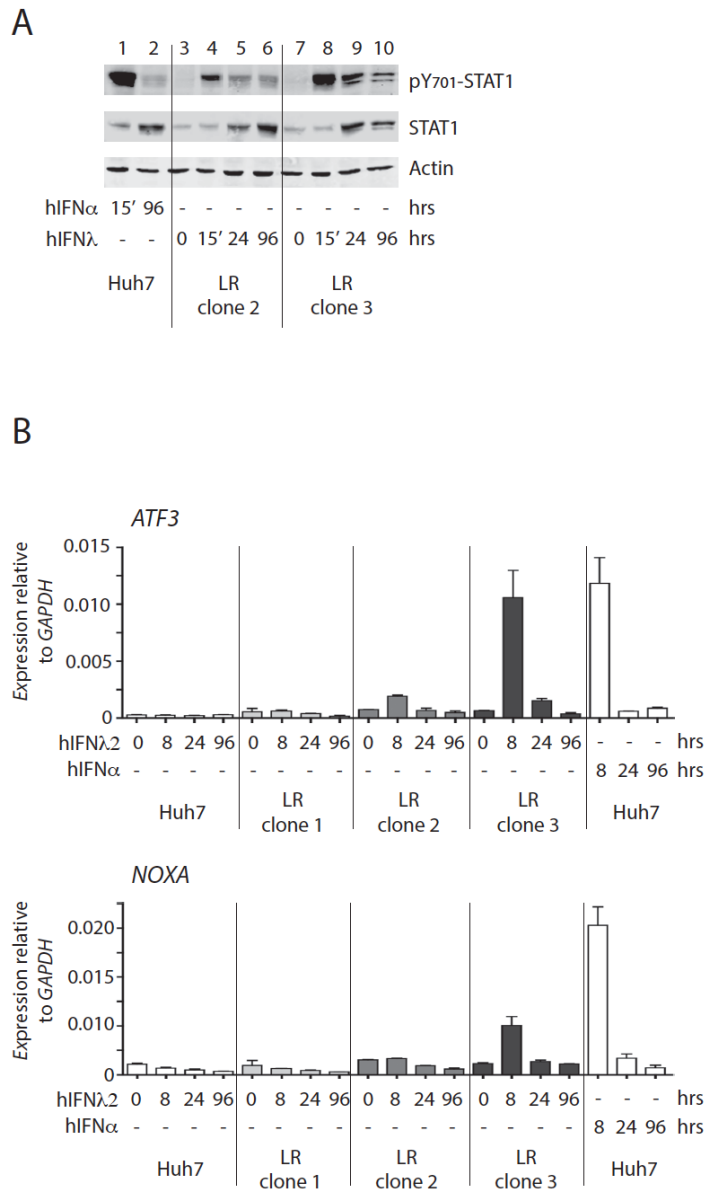 A
1 2 3 4 5 6 7 8 9 10
pY701-STAT1
STAT1
Actin
hIFNα 15' 96 - - - - - - - - hrs
hIFNλ - - 0 15' 24 96 0 15' 24 96 hrs
Huh7 LR clone 2 LR clone 3
B
ATF3
Expression relative
to GAPDH
0.015
0.010
0.005
0
hIFNλ2 0 8 24 96 0 8 24 96 0 8 24 96 0 8 24 96 - - - hrs
hIFNα - - - - - - - - - - - - - - - - 8 24 96 hrs
Huh7 LR clone 1 LR clone 2 LR clone 3 Huh7
NOXA
Expression relative
to GAPDH
0.020
0.015
0.010
0
hIFNλ2 0 8 24 96 0 8 24 96 0 8 24 96 0 8 24 96 - - - hrs
hIFNα - - - - - - - - - - - - - - - - 8 24 96 hrs
Huh7 LR clone 1 LR clone 2 LR clone 3 Huh7